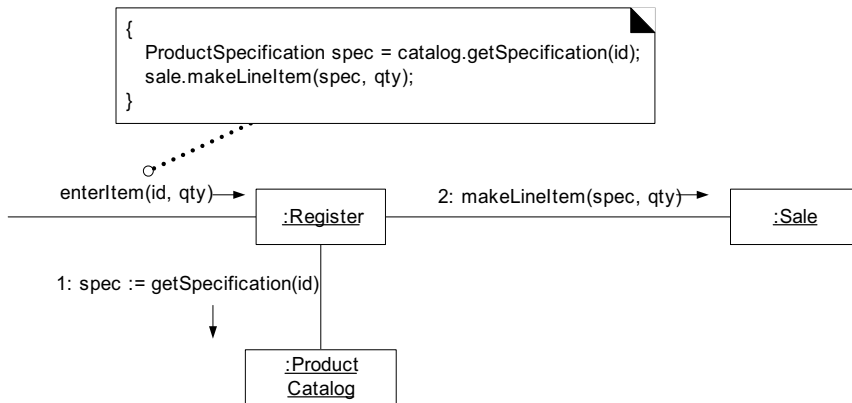 {
ProductSpecification spec = catalog.getSpecification(id);
sale.makeLineItem(spec, qty);
}
enterItem(id, qty)
:Register
2: makeLineItem(spec, qty)
:Sale
1: spec := getSpecification(id)
:Product
Catalog